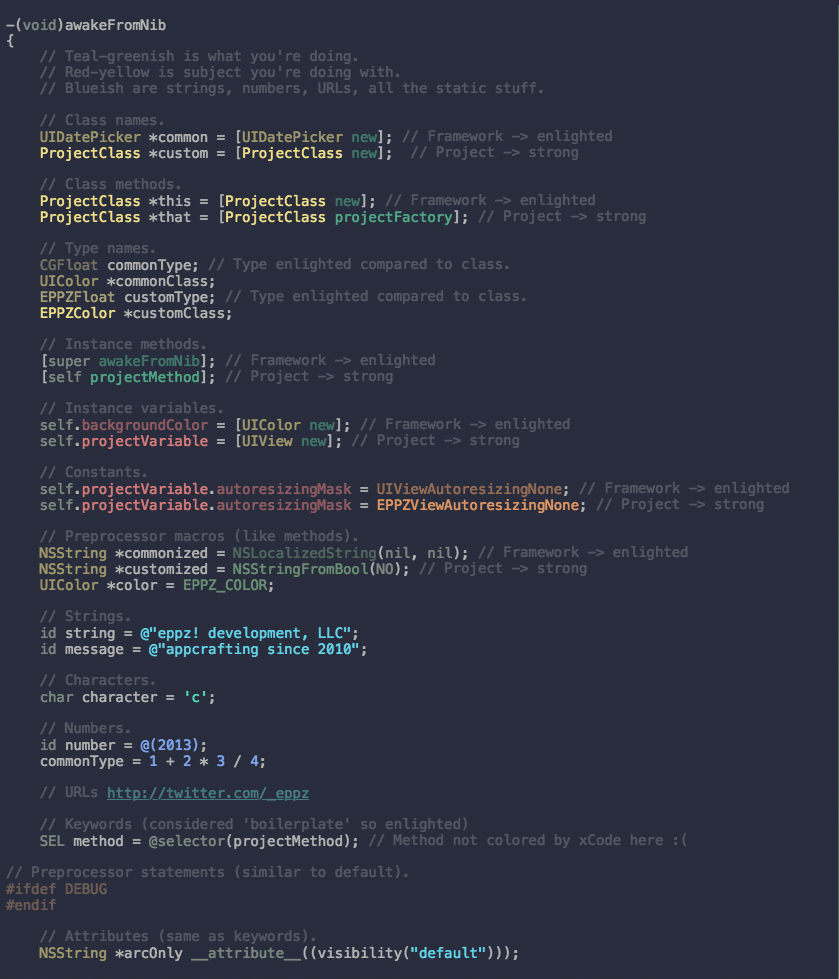 -(void)awakeFromNib
{
// Teal-greenish is what you're doing.
// Red-yellow is subject you're doing with.
// Blueish are strings, numbers, URLs, all the static stuff.
// Class names.
UIDatePicker *common = [UIDatePicker new]; // Framework -> enlighted
ProjectClass *custom = [ProjectClass new];  // Project -> strong
// Class methods.
ProjectClass *this = [ProjectClass new]; // Framework -> enlighted
ProjectClass *that = [ProjectClass projectFactory]; // Project -> strong
// Type names.
CGFloat commonType; // Type enlighted compared to class.
UIColor *commonClass;
EPPZFloat customType; // Type enlighted compared to class.
EPPZColor *customClass;
// Instance methods.
[super awakeFromNib]; // Framework -> enlighted
[self projectMethod]; // Project -> strong
// Instance variables.
self.backgroundColor = [UIColor new]; // Framework -> enlighted
self.projectVariable = [UIView new]; // Project -> strong
// Constants.
self.projectVariable.autoresizingMask = UIViewAutoresizingNone; // Framework -> enlighted
self.projectVariable.autoresizingMask = EPPZViewAutoresizingNone; // Project -> strong
// Preprocessor macros (like methods).
NSString *commonized = NSLocalizedString(nil, nil); // Framework -> enlighted
NSString *customized = NSStringFromBool(NO); // Project -> strong
UIColor *color = EPPZ_COLOR;
// Strings.
id string = @"eppz! development, LLC";
id message = @"appcrafting since 2010";
// Characters.
char character = 'c';
// Numbers.
id number = @(2013);
commonType = 1 + 2 * 3 / 4;
// URLs http://twitter.com/_eppz
// Keywords (considered 'boilerplate' so enlighted)
SEL method = @selector(projectMethod); // Method not colored by xCode here :(
// Preprocessor statements (similar to default).
#ifdef DEBUG
#endif
// Attributes (same as keywords).
NSString *arcOnly __attribute__((visibility("default")));